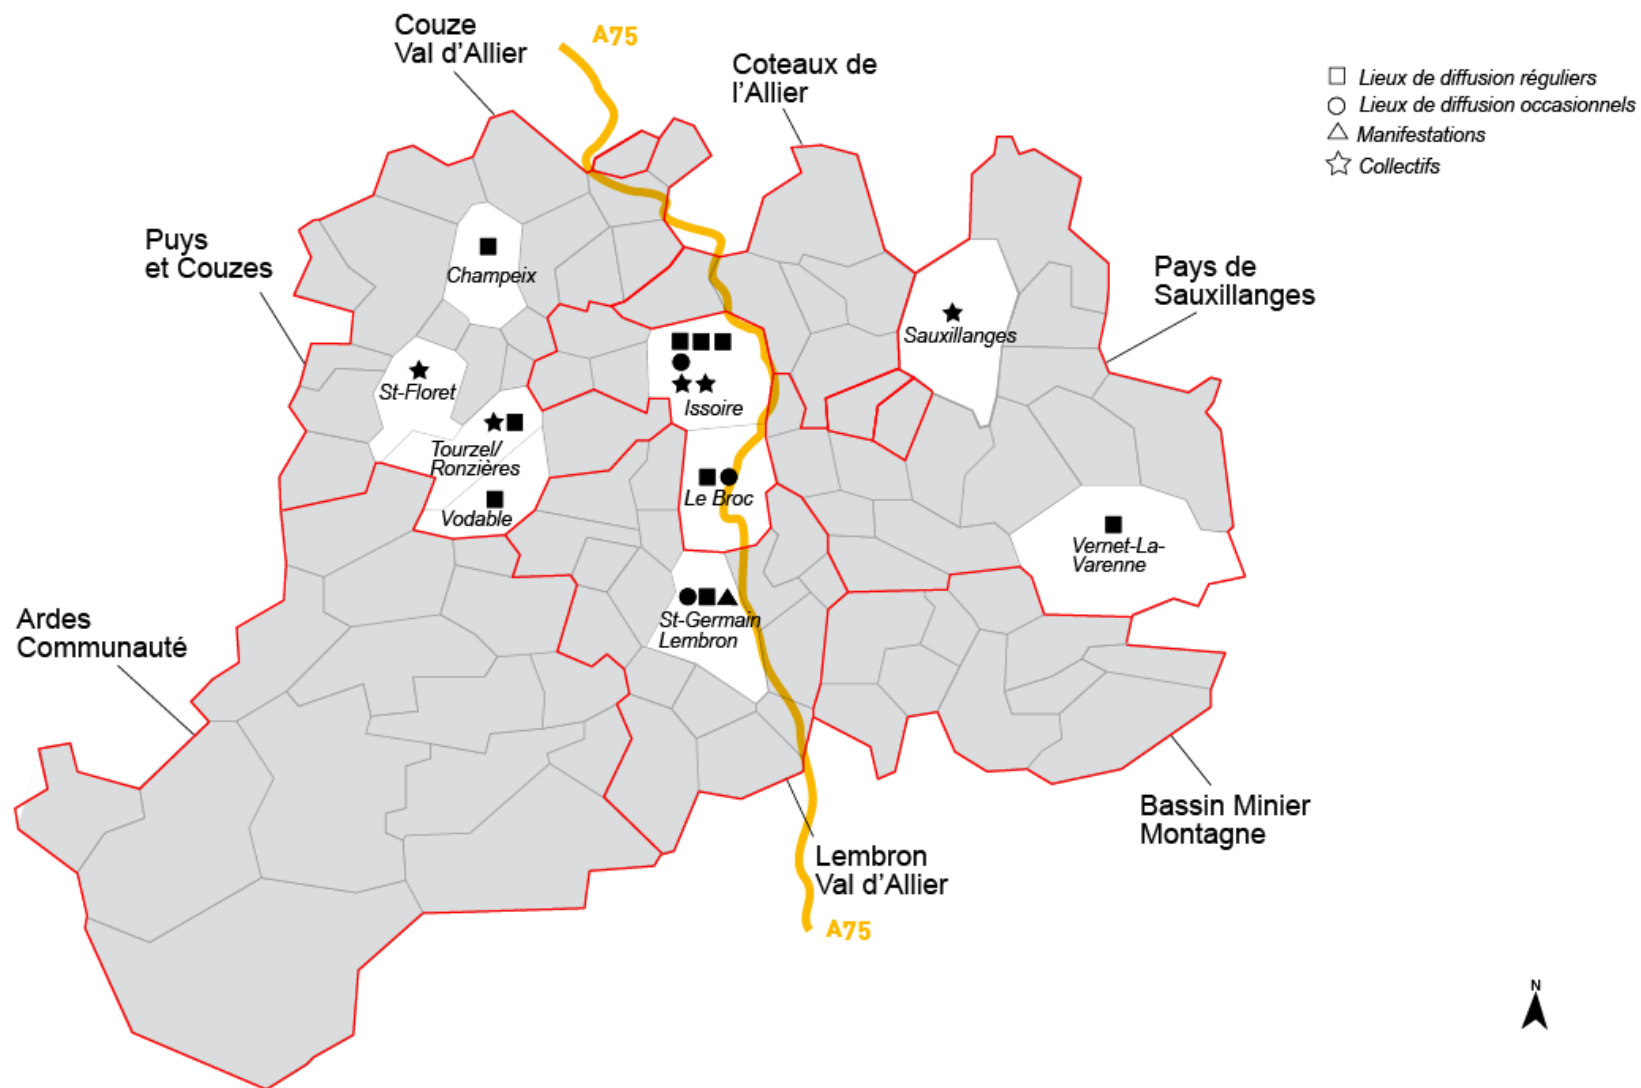 Couze
Val d'Allier
A75
Coteaux de
l'Allier
Lieux de diffusion réguliers
Lieux de diffusion occasionnels
Manifestations
Collectifs
Puys
et Couzes
Champeix
Pays de
Sauxillanges
Sauxillanges
St-Floret
Issoire
Tourzel/
Ronzières
Le Broc
Vodable
Vernet-La-
Varenne
St-Germain
Lembron
Ardes
Communauté
Bassin Minier
Montagne
Lembron
Val d'Allier
A75
N